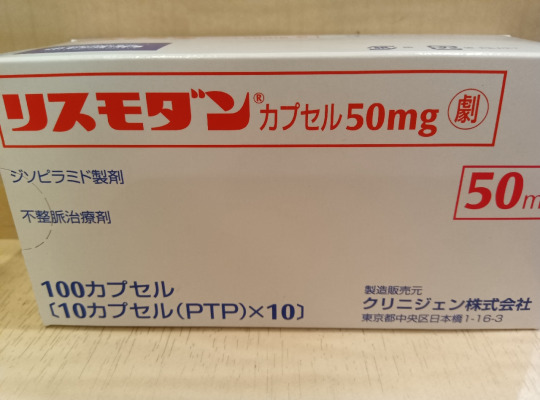 リスモダン®カプセル50mg 劇
ジソピラミド製剤
50m
不整脈治療剤
100カプセル
〔10カプセル(PTP)×10〕
製造販売元
クリニジェン株式会社
東京都中央区日本橋1-16-3